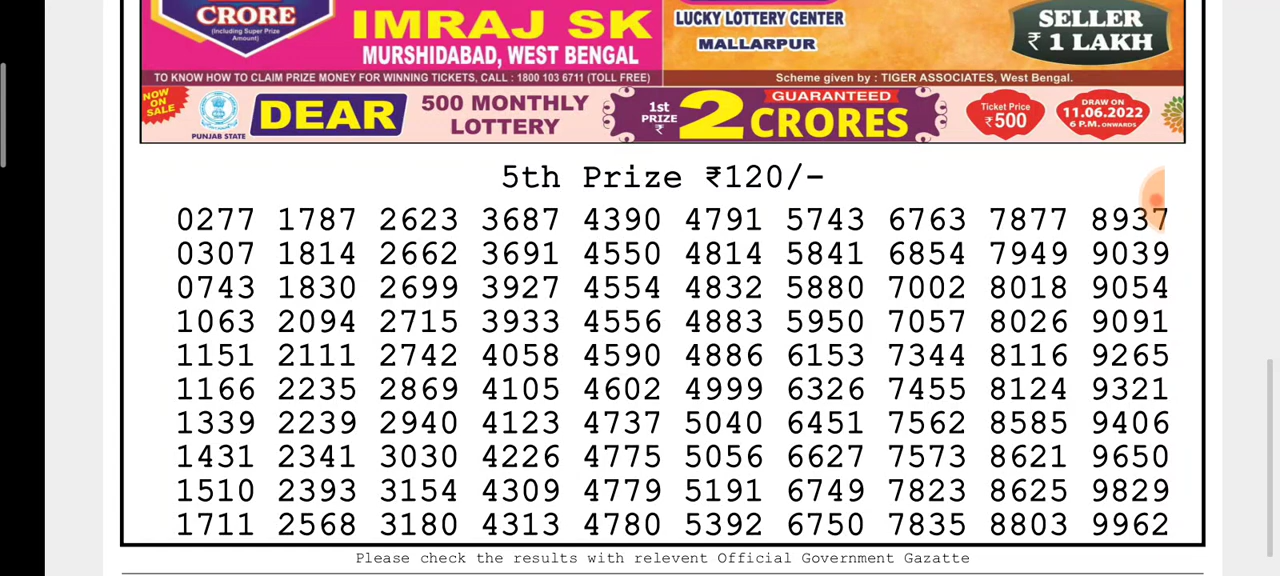 CRORE
(Including Super Prize
Amount)
IMRAJ SK
MURSHIDABAD, WEST BENGAL
LUCKY LOTTERY CENTER
MALLARPUR
SELLER
₹ 1 LAKH
TO KNOW HOW TO CLAIM PRIZE MONEY FOR WINNING TICKETS, CALL : 1800 103 6711 (TOLL FREE)
Scheme given by : TIGER ASSOCIATES, West Bengal.
NOW
ON
SALE
PUNJAB STATE
DEAR
500 MONTHLY
LOTTERY
1st
PRIZE
₹
2
GUARANTEED
CRORES
Ticket Price
₹500
DRAW ON
11.06.2022
6 P.M. ONWARDS
5th Prize ₹120/-
0277 1787 2623 3687 4390 4791 5743 6763 7877 8937
0307 1814 2662 3691 4550 4814 5841 6854 7949 9039
0743 1830 2699 3927 4554 4832 5880 7002 8018 9054
1063 2094 2715 3933 4556 4883 5950 7057 8026 9091
1151 2111 2742 4058 4590 4886 6153 7344 8116 9265
1166 2235 2869 4105 4602 4999 6326 7455 8124 9321
1339 2239 2940 4123 4737 5040 6451 7562 8585 9406
1431 2341 3030 4226 4775 5056 6627 7573 8621 9650
1510 2393 3154 4309 4779 5191 6749 7823 8625 9829
1711 2568 3180 4313 4780 5392 6750 7835 8803 9962
Please check the results with relevent Official Government Gazatte